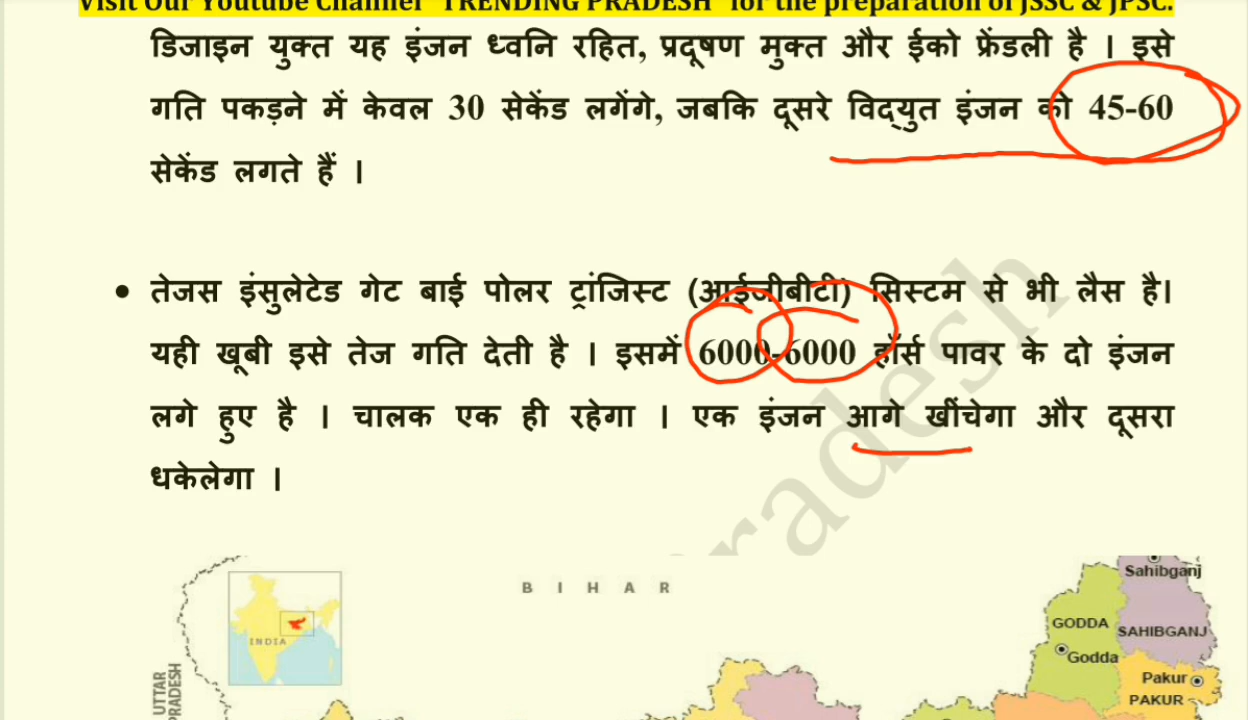 Visit Our Youtube Channel "TRENDING PRADESH" for the preparation of JSSC & JPSC.
डिजाइन युक्त यह इंजन ध्वनि रहित, प्रदूषण मुक्त और ईको फ्रेंडली है । इसे
गति पकड़ने में केवल 30 सेकेंड लगेंगे, जबकि दूसरे विद्युत इंजन को 45-60
सेकेंड लगते हैं ।
• तेजस इंसुलेटेड गेट बाई पोलर ट्रांजिस्ट (आईजीबीटी) सिस्टम से भी लैस है।
यही खूबी इसे तेज गति देती है । इसमें 6000-6000 हॉर्स पावर के दो इंजन
लगे हुए है । चालक एक ही रहेगा । एक इंजन आगे खींचेगा और दूसरा
धकेलेगा ।
radesh
BIHAR
INDIA
UTTAR
PRADESH
Sahibganj
GODDA
SAHIBGANJ
Godda
Pakur
PAKUR